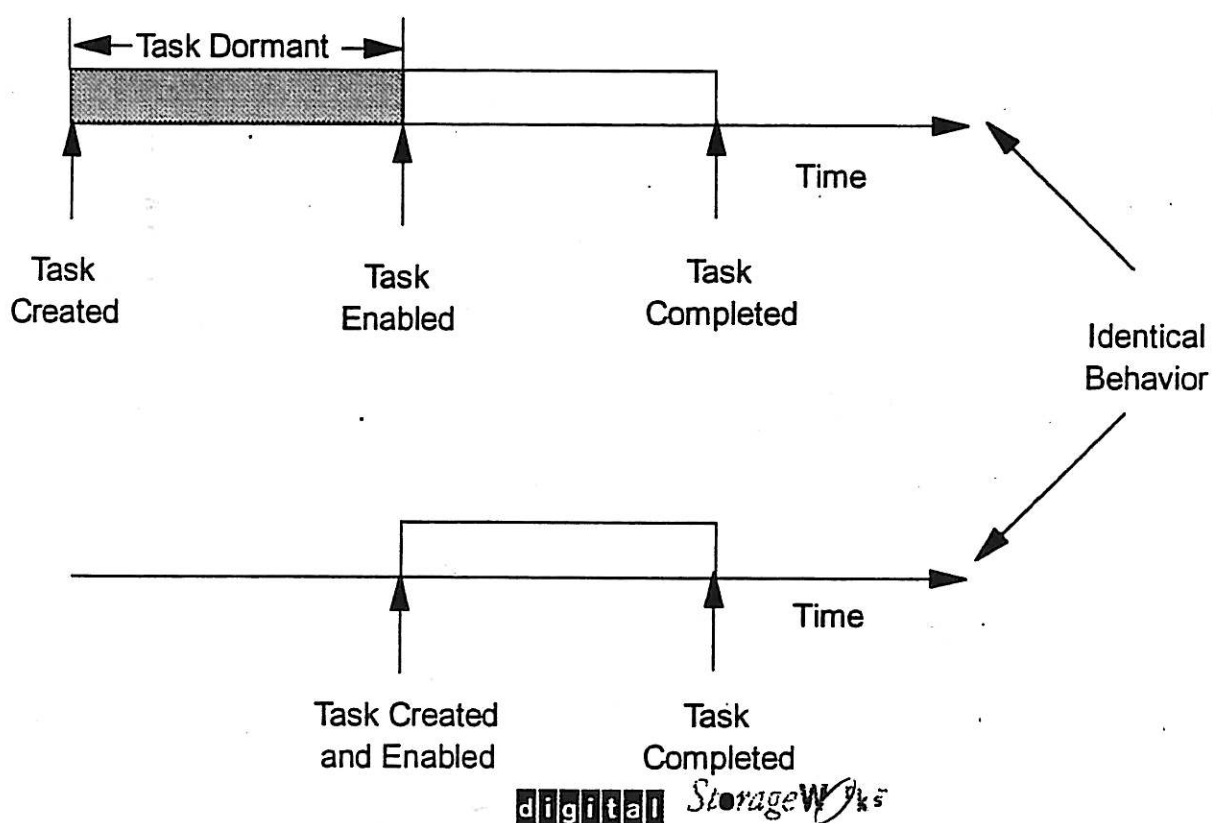 Task Dormant
Time
Task
Created
Task
Enabled
Task
Completed
Identical
Behavior
Time
Task Created
and Enabled
Task
Completed
digital StorageWorks